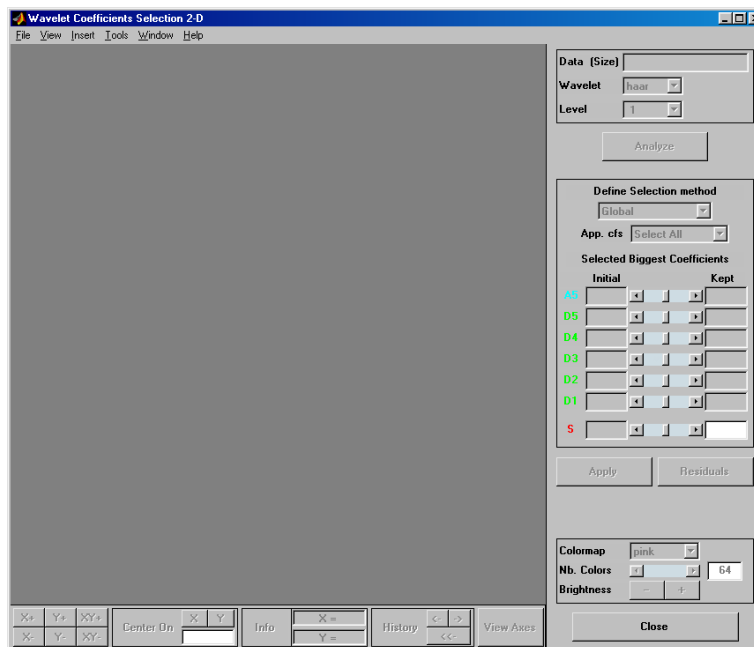 Wavelet Coefficients Selection 2-D
File View Insert Tools Window Help
Data (Size)
Wavelet haar
Level 1
Analyze
Define Selection method
Global
App. cfs Select All
Selected Biggest Coefficients
Initial Kept
A5
D5
D4
D3
D2
D1
S
Apply Residuals
Colormap pink
Nb. Colors 64
Brightness - +
X+ Y+ XY+ Center On X Y Info X = History <- -> View Axes Close
X- Y- XY- Y = <<-